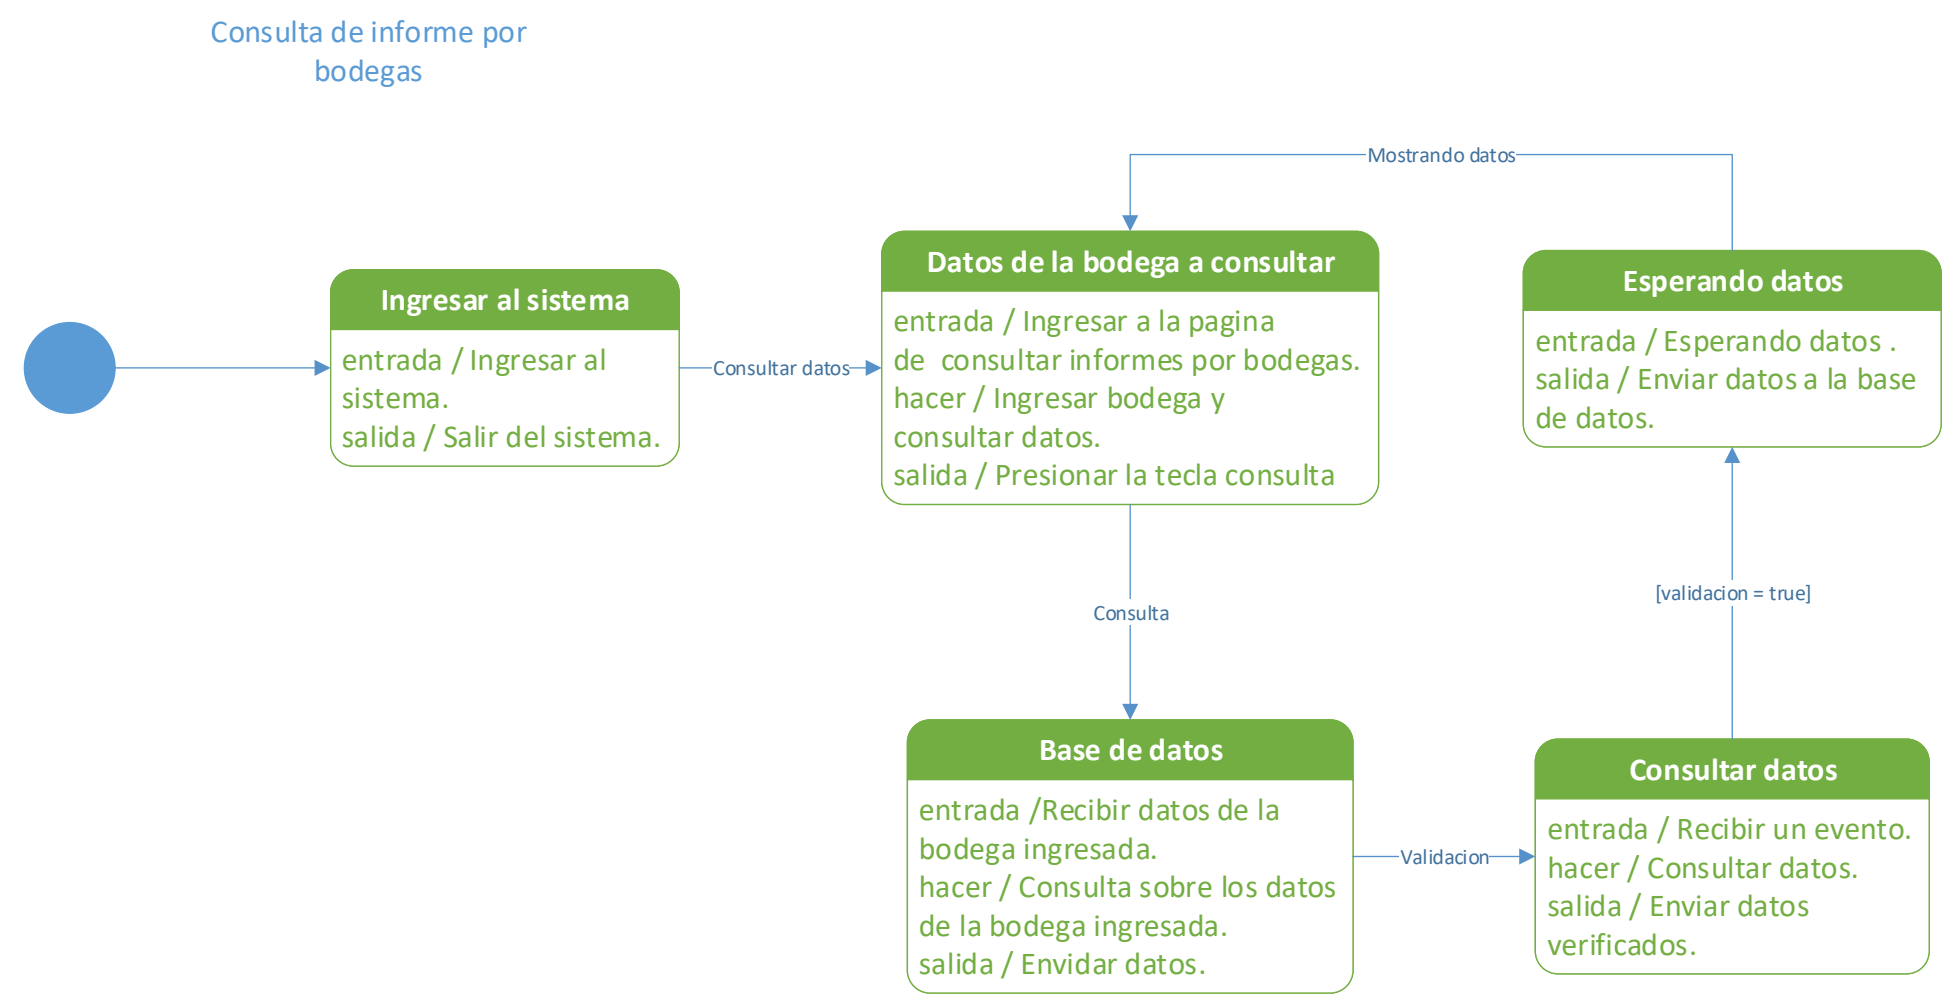 Consulta de informe por
bodegas
Mostrando datos
Ingresar al sistema
entrada / Ingresar al
sistema.
salida / Salir del sistema.
Consultar datos
Datos de la bodega a consultar
entrada / Ingresar a la pagina
de  consultar informes por bodegas.
hacer / Ingresar bodega y
consultar datos.
salida / Presionar la tecla consulta
Esperando datos
entrada / Esperando datos .
salida / Enviar datos a la base
de datos.
Consulta
[validacion = true]
Base de datos
entrada /Recibir datos de la
bodega ingresada.
hacer / Consulta sobre los datos
de la bodega ingresada.
salida / Envidar datos.
Validacion
Consultar datos
entrada / Recibir un evento.
hacer / Consultar datos.
salida / Enviar datos
verificados.